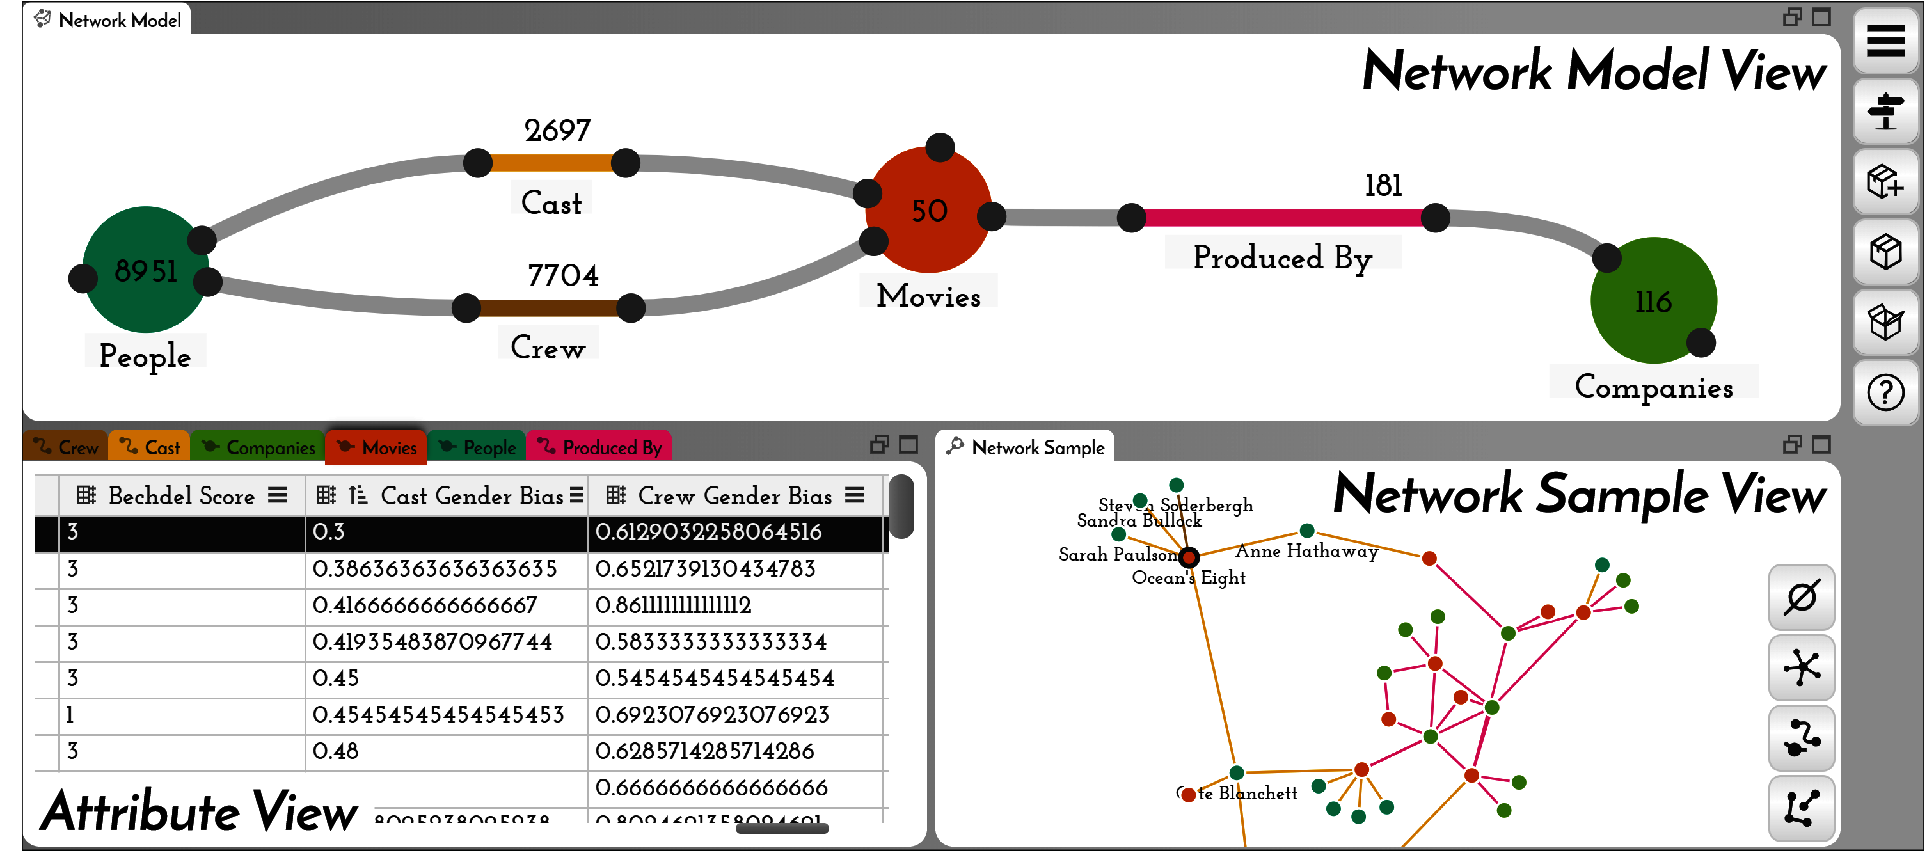 Network Model
Network Model View
2697
Cast
7704
Crew
8951
People
50
Movies
181
Produced By
116
Companies
Crew Cast Companies Movies People Produced By
Bechdel Score Cast Gender Bias Crew Gender Bias
3 0.3 0.6129032258064516
3 0.38636363636363635 0.6521739130434783
3 0.4166666666666667 0.8611111111111112
3 0.41935483870967744 0.5833333333333334
3 0.45 0.5454545454545454
1 0.45454545454545453 0.6923076923076923
3 0.48 0.6285714285714286
0.6666666666666666
Attribute View
Network Sample
Network Sample View
Steven Soderbergh
Sandra Bullock
Sarah Paulson
Anne Hathaway
Ocean's Eight
Cate Blanchett
?